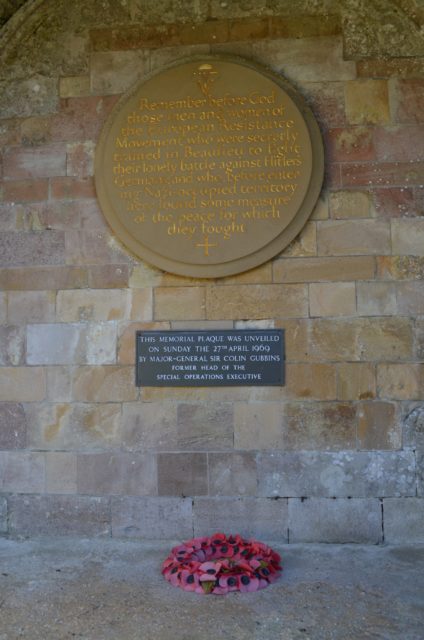 Remember before God
those men and women of
the European Resistance
Movement who were secretly
trained in Beaulieu to fight
their lonely battle against Hitler's
Germany and who before entering
Nazi-occupied territory
here found some measure
of the peace for which
they fought
THIS MEMORIAL PLAQUE WAS UNVEILED
ON SUNDAY THE 27TH APRIL 1969
BY MAJOR-GENERAL SIR COLIN GUBBINS
FORMER HEAD OF THE
SPECIAL OPERATIONS EXECUTIVE